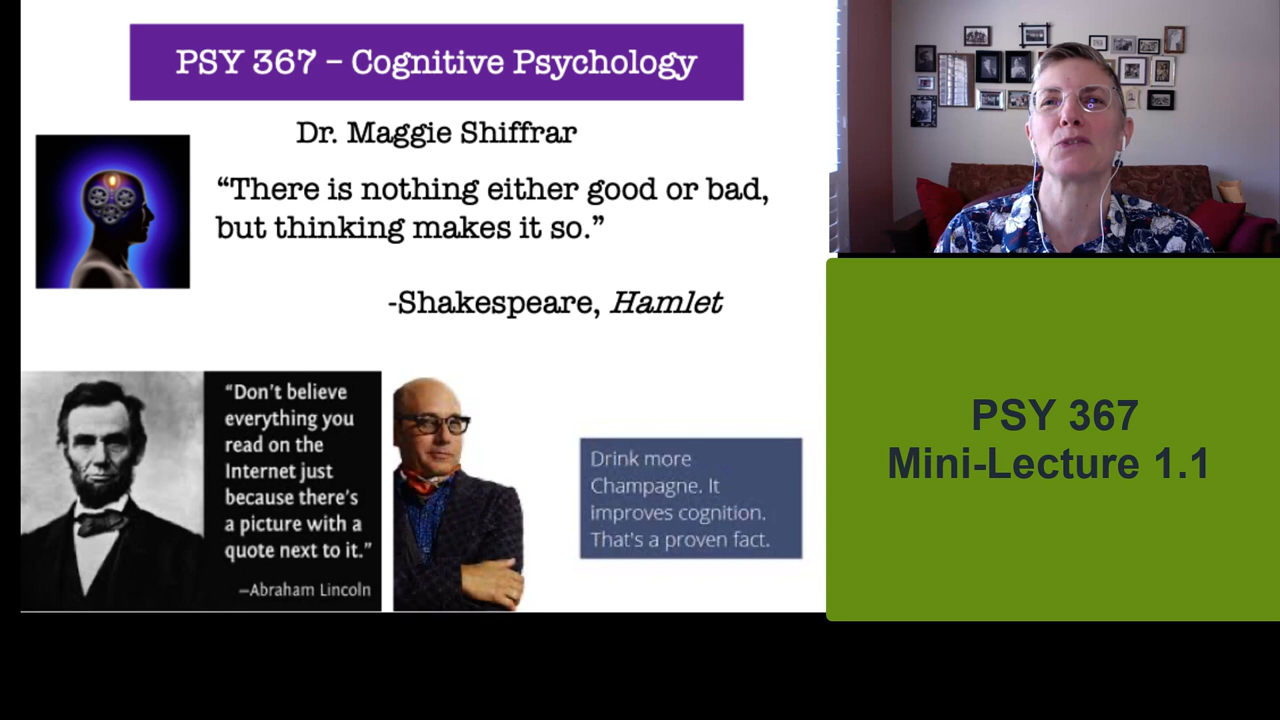 PSY 367 – Cognitive Psychology
Dr. Maggie Shiffrar
“There is nothing either good or bad,
but thinking makes it so.”
-Shakespeare, Hamlet
“Don’t believe
everything you
read on the
Internet just
because there’s
a picture with a
quote next to it.”
—Abraham Lincoln
Drink more
Champagne. It
improves cognition.
That's a proven fact.
PSY 367
Mini-Lecture 1.1